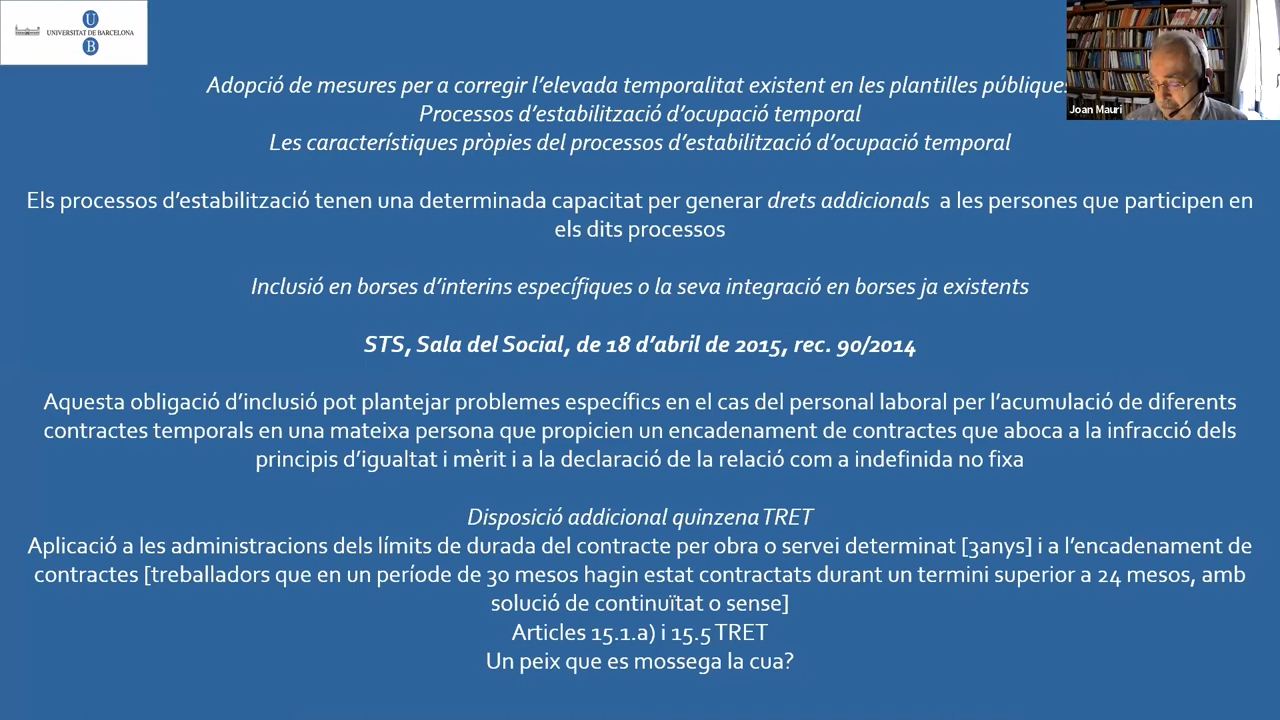 U
UNIVERSITAT DE BARCELONA
B
Joan Mauri
Adopció de mesures per a corregir l'elevada temporalitat existent en les plantilles públiques
Processos d'estabilització d'ocupació temporal
Les característiques pròpies del processos d'estabilització d'ocupació temporal
Els processos d'estabilització tenen una determinada capacitat per generar drets addicionals a les persones que participen en
els dits processos
Inclusió en borses d'interins específiques o la seva integració en borses ja existents
STS, Sala del Social, de 18 d'abril de 2015, rec. 90/2014
Aquesta obligació d'inclusió pot plantejar problemes específics en el cas del personal laboral per l'acumulació de diferents
contractes temporals en una mateixa persona que propicien un encadenament de contractes que aboca a la infracció dels
principis d'igualtat i mèrit i a la declaració de la relació com a indefinida no fixa
Disposició addicional quinzena TRET
Aplicació a les administracions dels límits de durada del contracte per obra o servei determinat [3anys] i a l'encadenament de
contractes [treballadors que en un període de 30 mesos hagin estat contractats durant un termini superior a 24 mesos, amb
solució de continuïtat o sense]
Articles 15.1.a) i 15.5 TRET
Un peix que es mossega la cua?